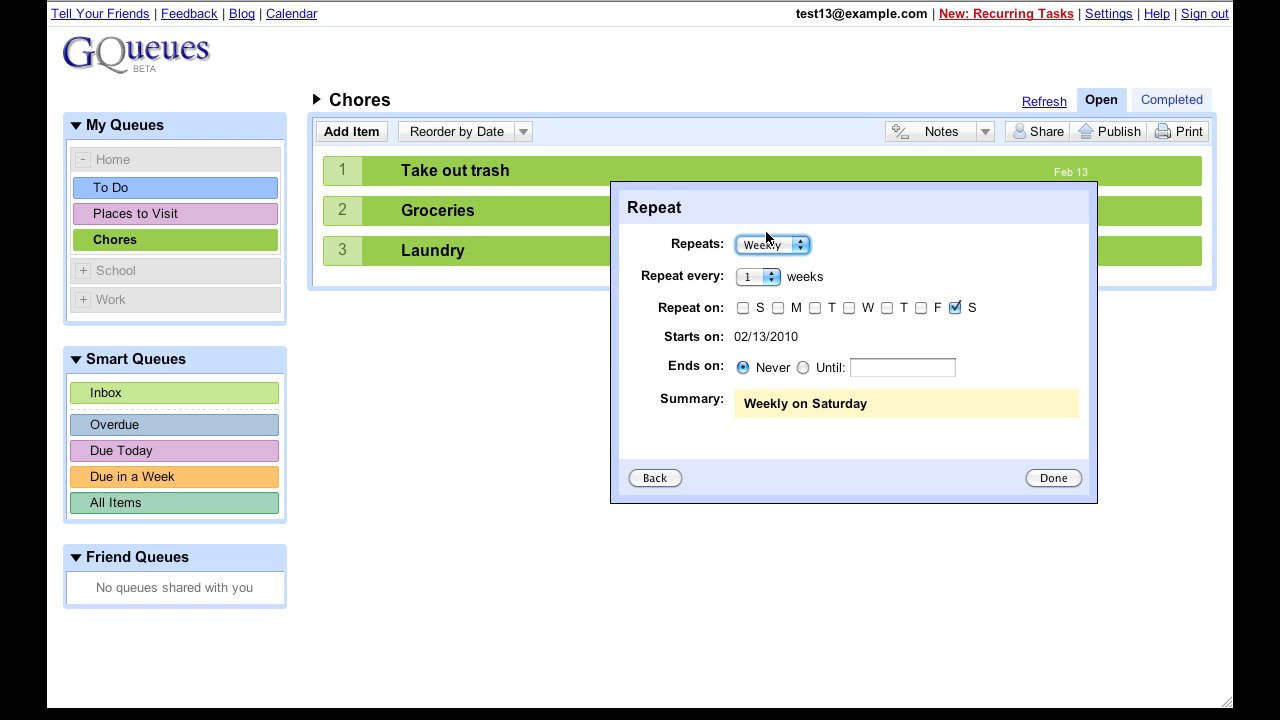 Tell Your Friends | Feedback | Blog | Calendar
test13@example.com | New: Recurring Tasks | Settings | Help | Sign out
GQueues
BETA
My Queues
- Home
To Do
Places to Visit
Chores
+ School
+ Work
Smart Queues
Inbox
Overdue
Due Today
Due in a Week
All Items
Friend Queues
No queues shared with you
Chores
Refresh Open Completed
Add Item Reorder by Date Notes Share Publish Print
1 Take out trash Feb 13
2 Groceries
3 Laundry
Repeat
Repeats: Weekly
Repeat every: 1 weeks
Repeat on: S M T W T F S
Starts on: 02/13/2010
Ends on: Never Until:
Summary: Weekly on Saturday
Back Done